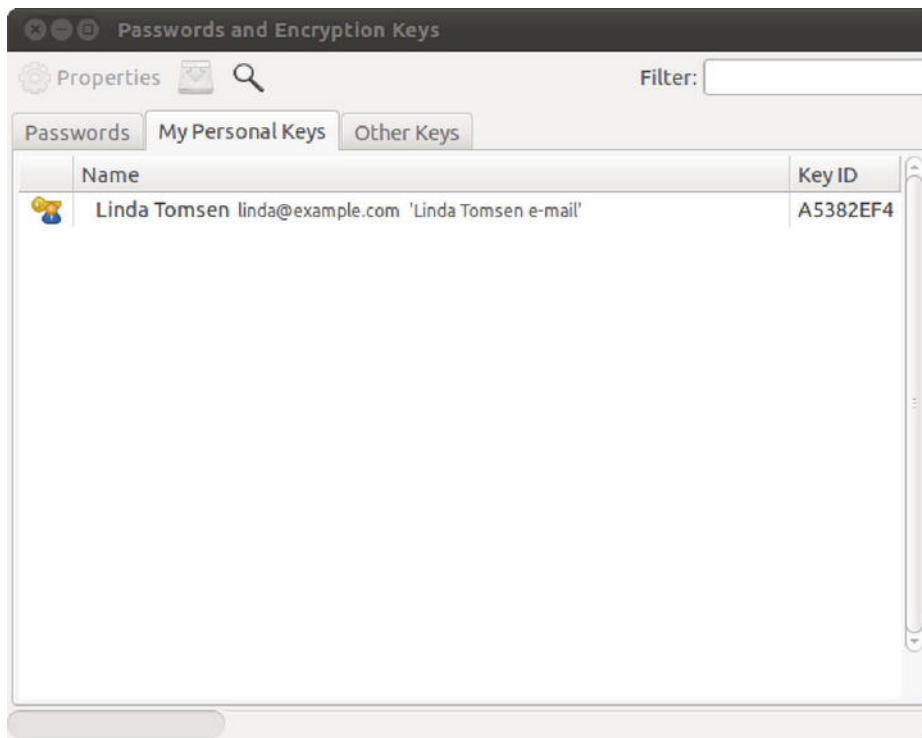 Passwords and Encryption Keys
Properties Filter:
Passwords My Personal Keys Other Keys
Name Key ID
Linda Tomsen linda@example.com 'Linda Tomsen e-mail' A5382EF4